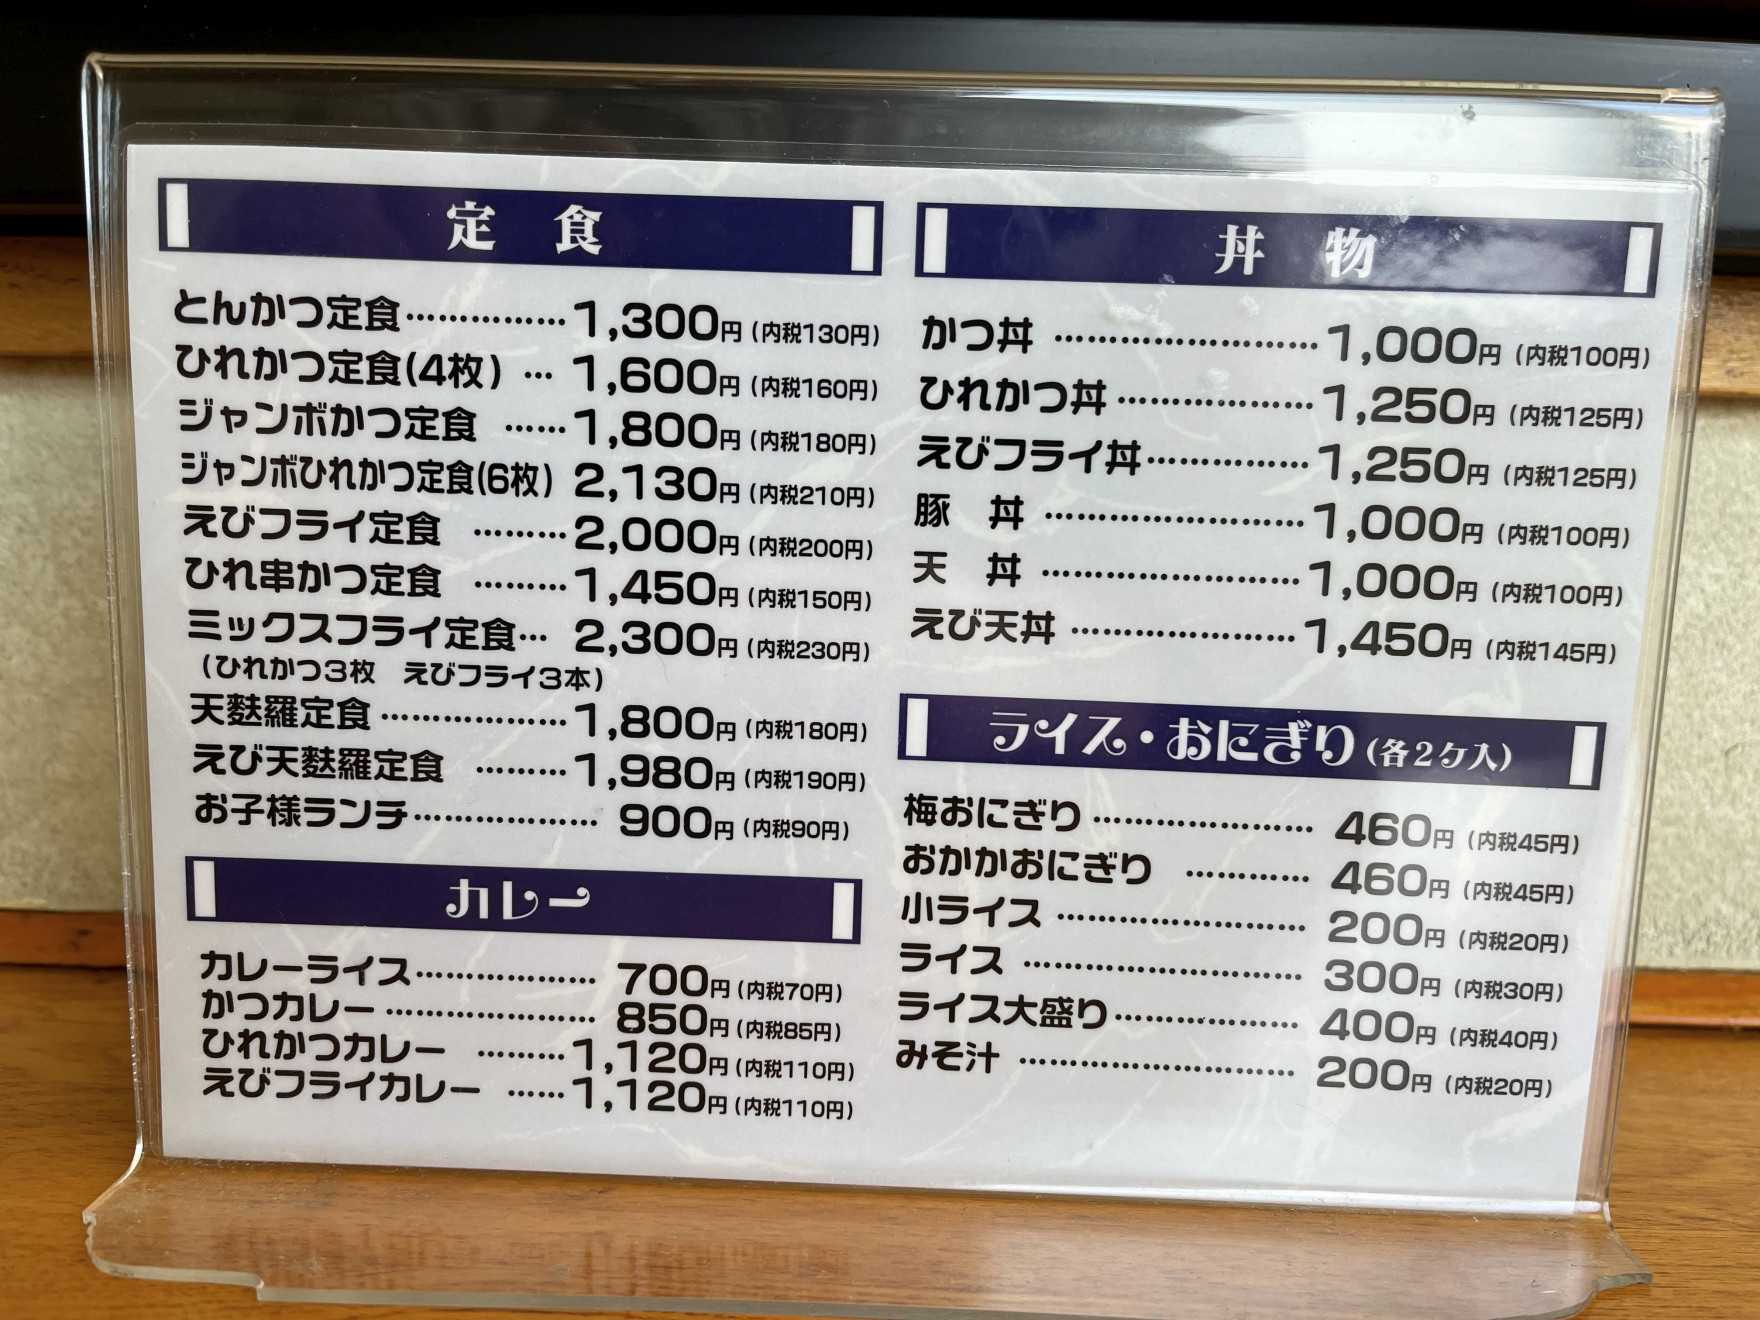 定 食
とんかつ定食……………1,300円(内税130円)
ひれかつ定食(4枚) … 1,600円(内税160円)
ジャンボかつ定食 ……1,800円(内税180円)
ジャンボひれかつ定食(6枚) 2,130円(内税210円)
えびフライ定食 ………2,000円(内税200円)
ひれ串かつ定食 ………1,450円(内税150円)
ミックスフライ定食… 2,300円(内税230円)
(ひれかつ3枚 えびフライ3本)
天麩羅定食………………1,800円(内税180円)
えび天麩羅定食 ………1,980円(内税190円)
お子様ランチ……………… 900円(内税90円)
カレー
カレーライス……………… 700円(内税70円)
かつカレー………………… 850円(内税85円)
ひれかつカレー ………1,120円(内税110円)
えびフライカレー ……1,120円(内税110円)
丼 物
かつ丼 ……………………1,000円(内税100円)
ひれかつ丼………………1,250円(内税125円)
えびフライ丼……………1,250円(内税125円)
豚 丼 ……………………1,000円(内税100円)
天 丼 ……………………1,000円(内税100円)
えび天丼 …………………1,450円(内税145円)
ライス・おにぎり(各2ケ入)
梅おにぎり………………… 460円(内税45円)
おかかおにぎり ………… 460円(内税45円)
小ライス…………………… 200円(内税20円)
ライス ……………………… 300円(内税30円)
ライス大盛り……………… 400円(内税40円)
みそ汁 ……………………… 200円(内税20円)